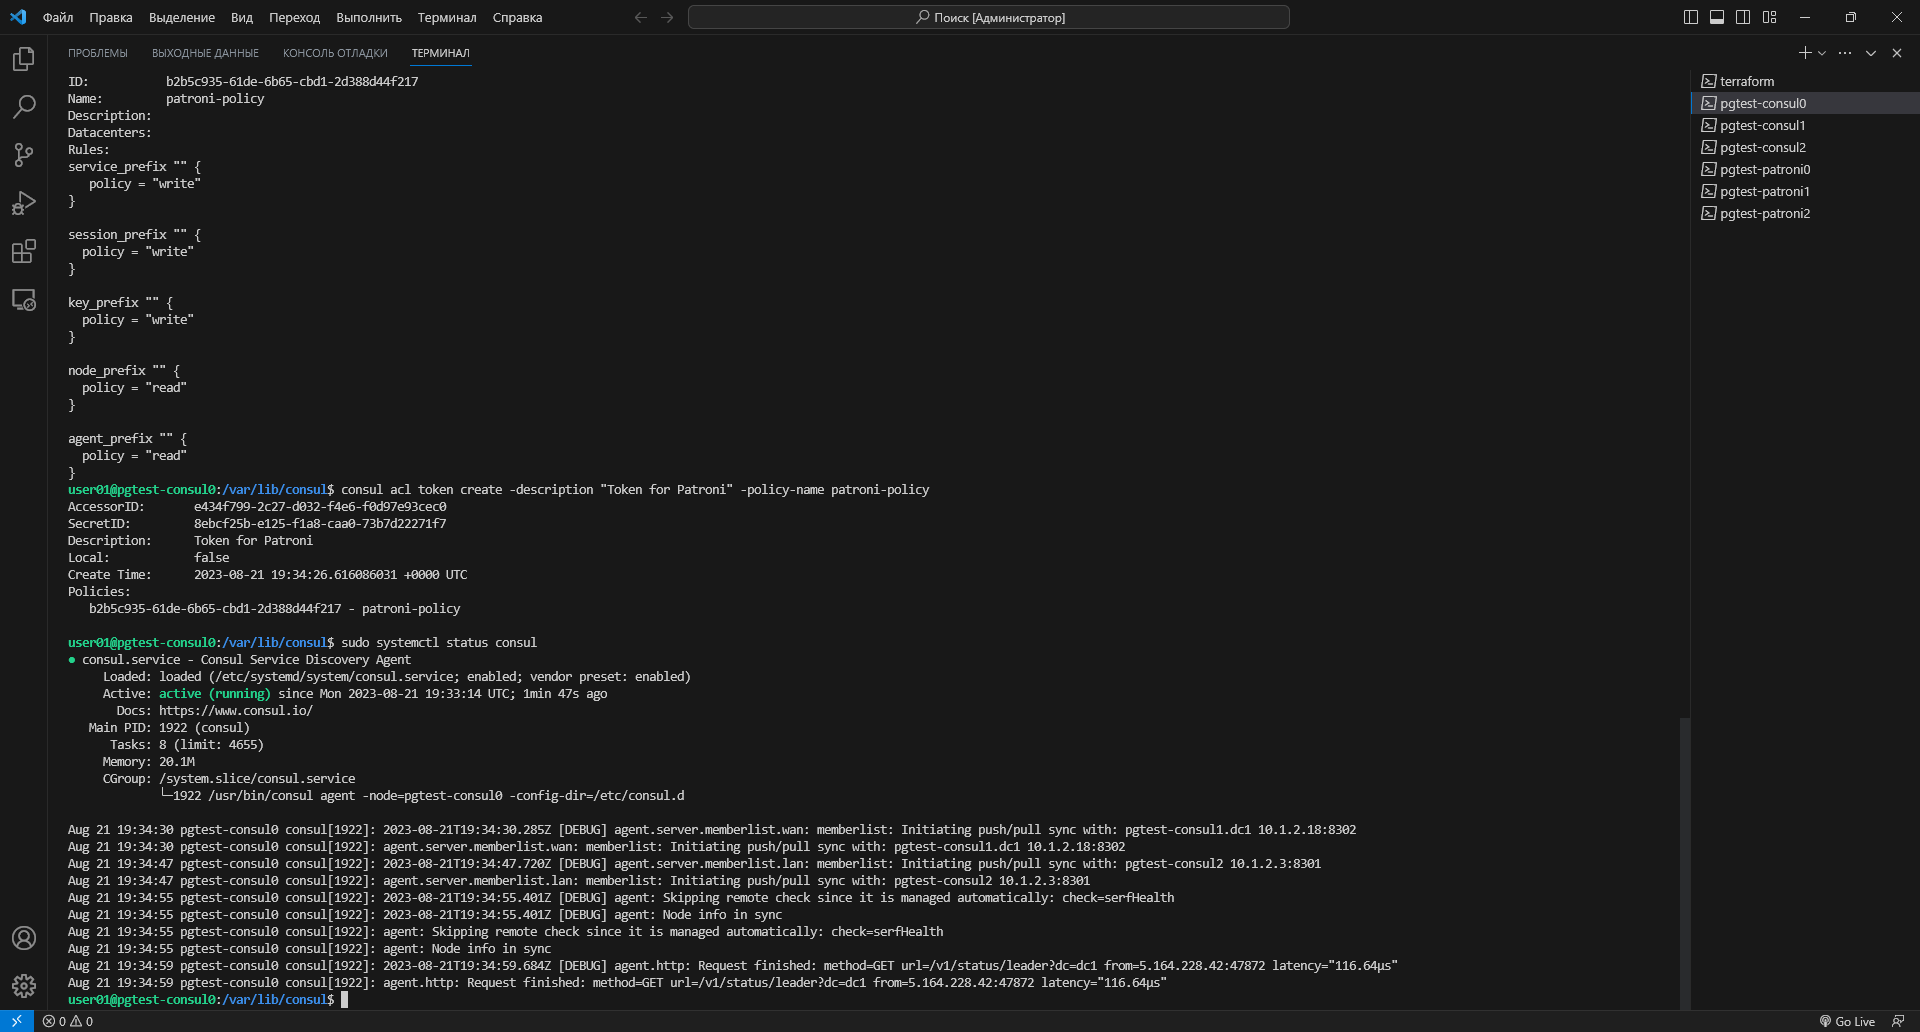 Файл Правка Выделение Вид Переход Выполнить Терминал Справка
Поиск [Администратор]
ПРОБЛЕМЫ ВЫХОДНЫЕ ДАННЫЕ КОНСОЛЬ ОТЛАДКИ ТЕРМИНАЛ
ID: b2b5c935-61de-6b65-cbd1-2d388d44f217
Name: patroni-policy
Description:
Datacenters:
Rules:
service_prefix "" {
policy = "write"
}
session_prefix "" {
policy = "write"
}
key_prefix "" {
policy = "write"
}
node_prefix "" {
policy = "read"
}
agent_prefix "" {
policy = "read"
}
user01@pgtest-consul0:/var/lib/consul$ consul acl token create -description "Token for Patroni" -policy-name patroni-policy
AccessorID: e434f799-2c27-d032-f4e6-f0d97e93cec0
SecretID: 8ebcf25b-e125-f1a8-caa0-73b7d22271f7
Description: Token for Patroni
Local: false
Create Time: 2023-08-21 19:34:26.616086031 +0000 UTC
Policies:
b2b5c935-61de-6b65-cbd1-2d388d44f217 - patroni-policy
user01@pgtest-consul0:/var/lib/consul$ sudo systemctl status consul
● consul.service - Consul Service Discovery Agent
Loaded: loaded (/etc/systemd/system/consul.service; enabled; vendor preset: enabled)
Active: active (running) since Mon 2023-08-21 19:33:14 UTC; 1min 47s ago
Docs: https://www.consul.io/
Main PID: 1922 (consul)
Tasks: 8 (limit: 4655)
Memory: 20.1M
CGroup: /system.slice/consul.service
└─1922 /usr/bin/consul agent -node=pgtest-consul0 -config-dir=/etc/consul.d
Aug 21 19:34:30 pgtest-consul0 consul[1922]: 2023-08-21T19:34:30.285Z [DEBUG] agent.server.memberlist.wan: memberlist: Initiating push/pull sync with: pgtest-consul1.dc1 10.1.2.18:8302
Aug 21 19:34:30 pgtest-consul0 consul[1922]: agent.server.memberlist.wan: memberlist: Initiating push/pull sync with: pgtest-consul1.dc1 10.1.2.18:8302
Aug 21 19:34:47 pgtest-consul0 consul[1922]: 2023-08-21T19:34:47.720Z [DEBUG] agent.server.memberlist.lan: memberlist: Initiating push/pull sync with: pgtest-consul2 10.1.2.3:8301
Aug 21 19:34:47 pgtest-consul0 consul[1922]: agent.server.memberlist.lan: memberlist: Initiating push/pull sync with: pgtest-consul2 10.1.2.3:8301
Aug 21 19:34:55 pgtest-consul0 consul[1922]: 2023-08-21T19:34:55.401Z [DEBUG] agent: Skipping remote check since it is managed automatically: check=serfHealth
Aug 21 19:34:55 pgtest-consul0 consul[1922]: 2023-08-21T19:34:55.401Z [DEBUG] agent: Node info in sync
Aug 21 19:34:55 pgtest-consul0 consul[1922]: agent: Skipping remote check since it is managed automatically: check=serfHealth
Aug 21 19:34:55 pgtest-consul0 consul[1922]: agent: Node info in sync
Aug 21 19:34:59 pgtest-consul0 consul[1922]: 2023-08-21T19:34:59.684Z [DEBUG] agent.http: Request finished: method=GET url=/v1/status/leader?dc=dc1 from=5.164.228.42:47872 latency="116.64µs"
Aug 21 19:34:59 pgtest-consul0 consul[1922]: agent.http: Request finished: method=GET url=/v1/status/leader?dc=dc1 from=5.164.228.42:47872 latency="116.64µs"
user01@pgtest-consul0:/var/lib/consul$
terraform
pgtest-consul0
pgtest-consul1
pgtest-consul2
pgtest-patroni0
pgtest-patroni1
pgtest-patroni2
0 0
Go Live